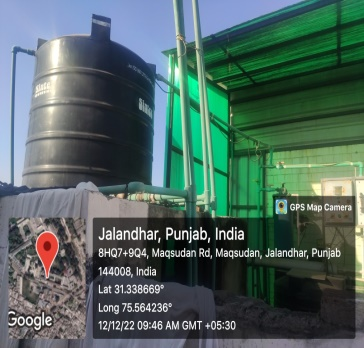 GPS Map Camera
Jalandhar, Punjab, India
8HQ7+9Q4, Maqsudan Rd, Maqsudan, Jalandhar, Punjab
144008, India
Lat 31.338669°
Long 75.564236°
12/12/22 09:46 AM GMT +05:30
Google